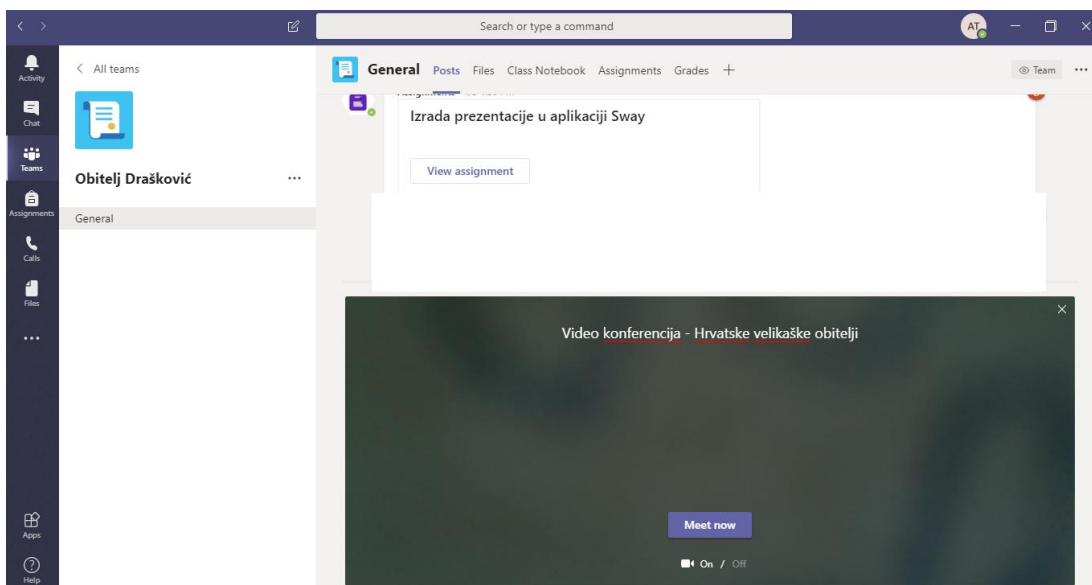 Search or type a command
AT
Activity
Chat
Teams
Assignments
Calls
Files
Apps
Help
All teams
Obitelj Drašković
General
General Posts Files Class Notebook Assignments Grades
Team
Izrada prezentacije u aplikaciji Sway
View assignment
Video konferencija - Hrvatske velikaške obitelji
Meet now
On / Off